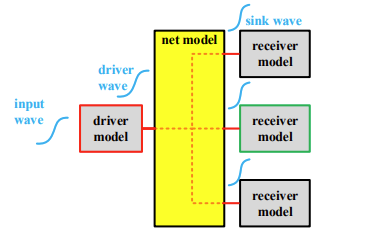 sink wave
net model
receiver
model
driver
wave
input
wave
driver
model
receiver
model
receiver
model